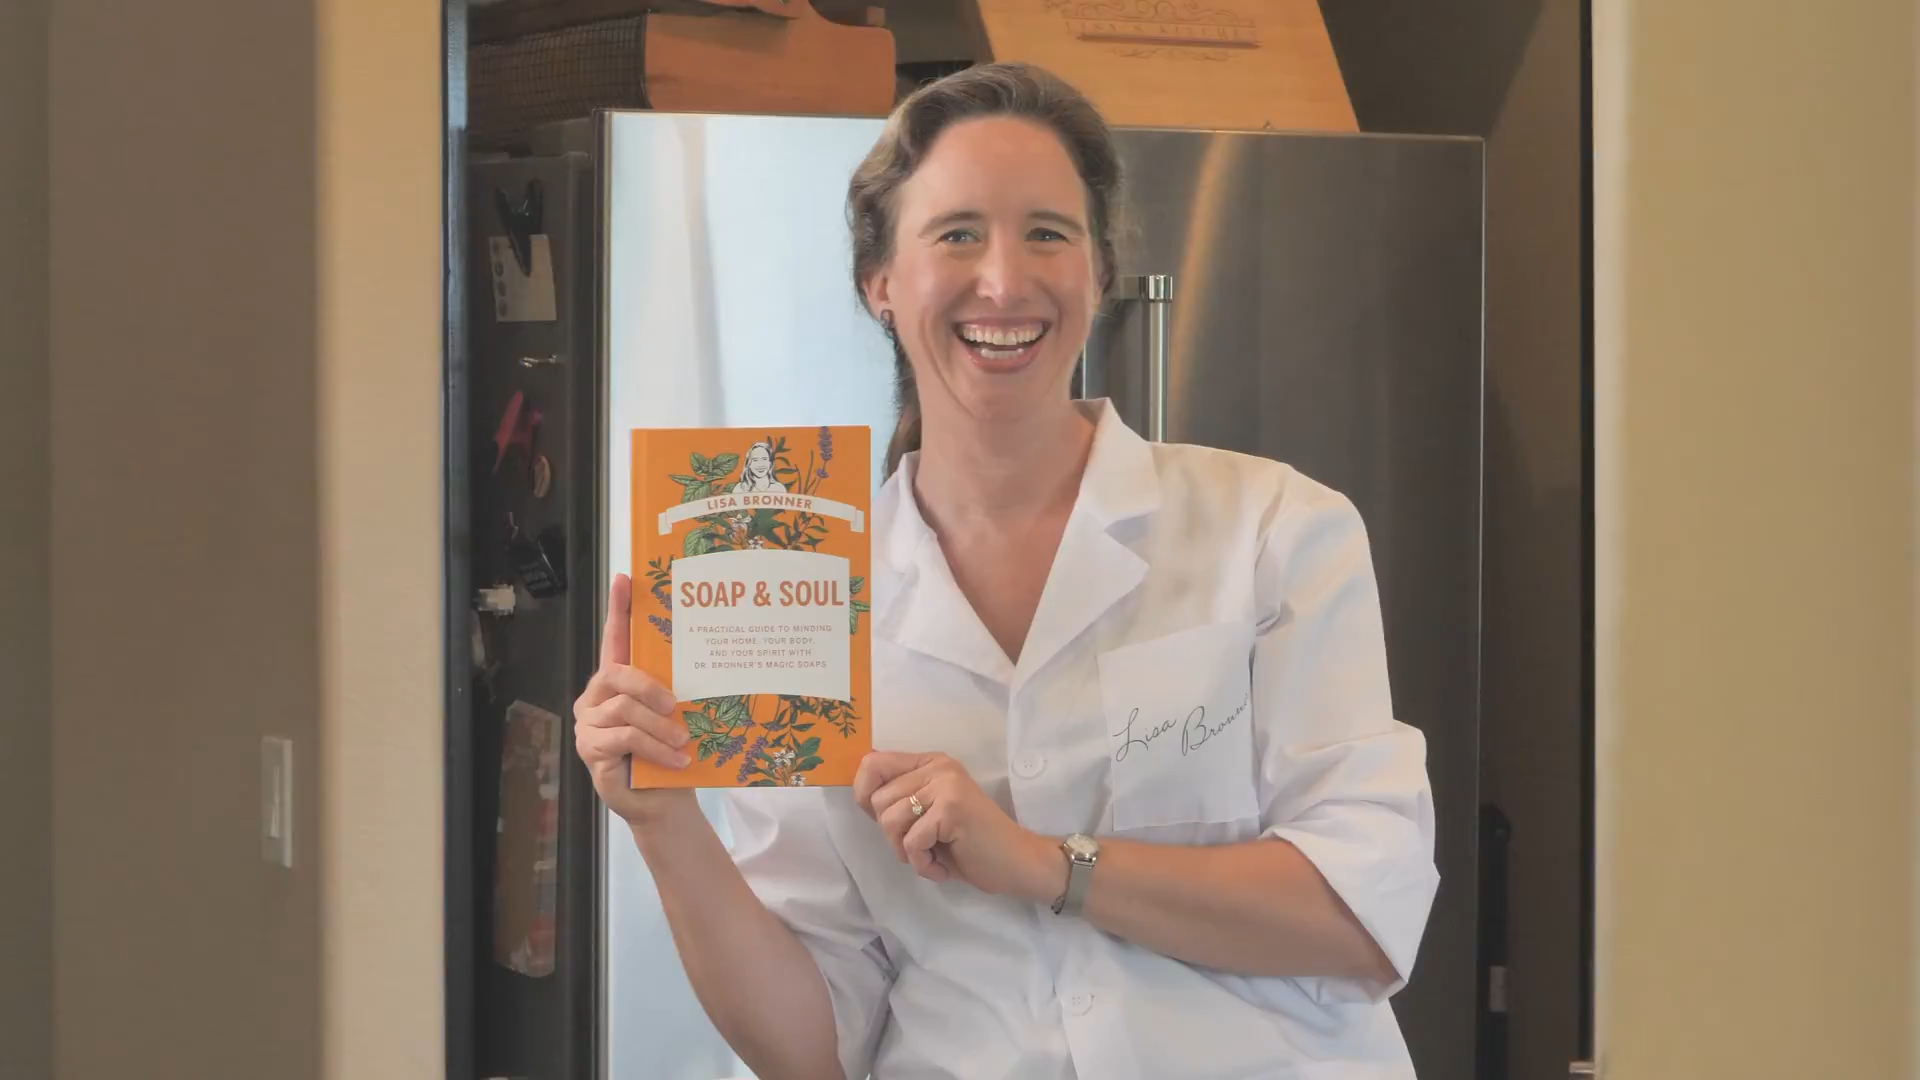 LISA BRONNER
SOAP & SOUL
A PRACTICAL GUIDE TO MINDING
YOUR HOME, YOUR BODY,
AND YOUR SPIRIT WITH
DR. BRONNER'S MAGIC SOAPS
Lisa Bronner